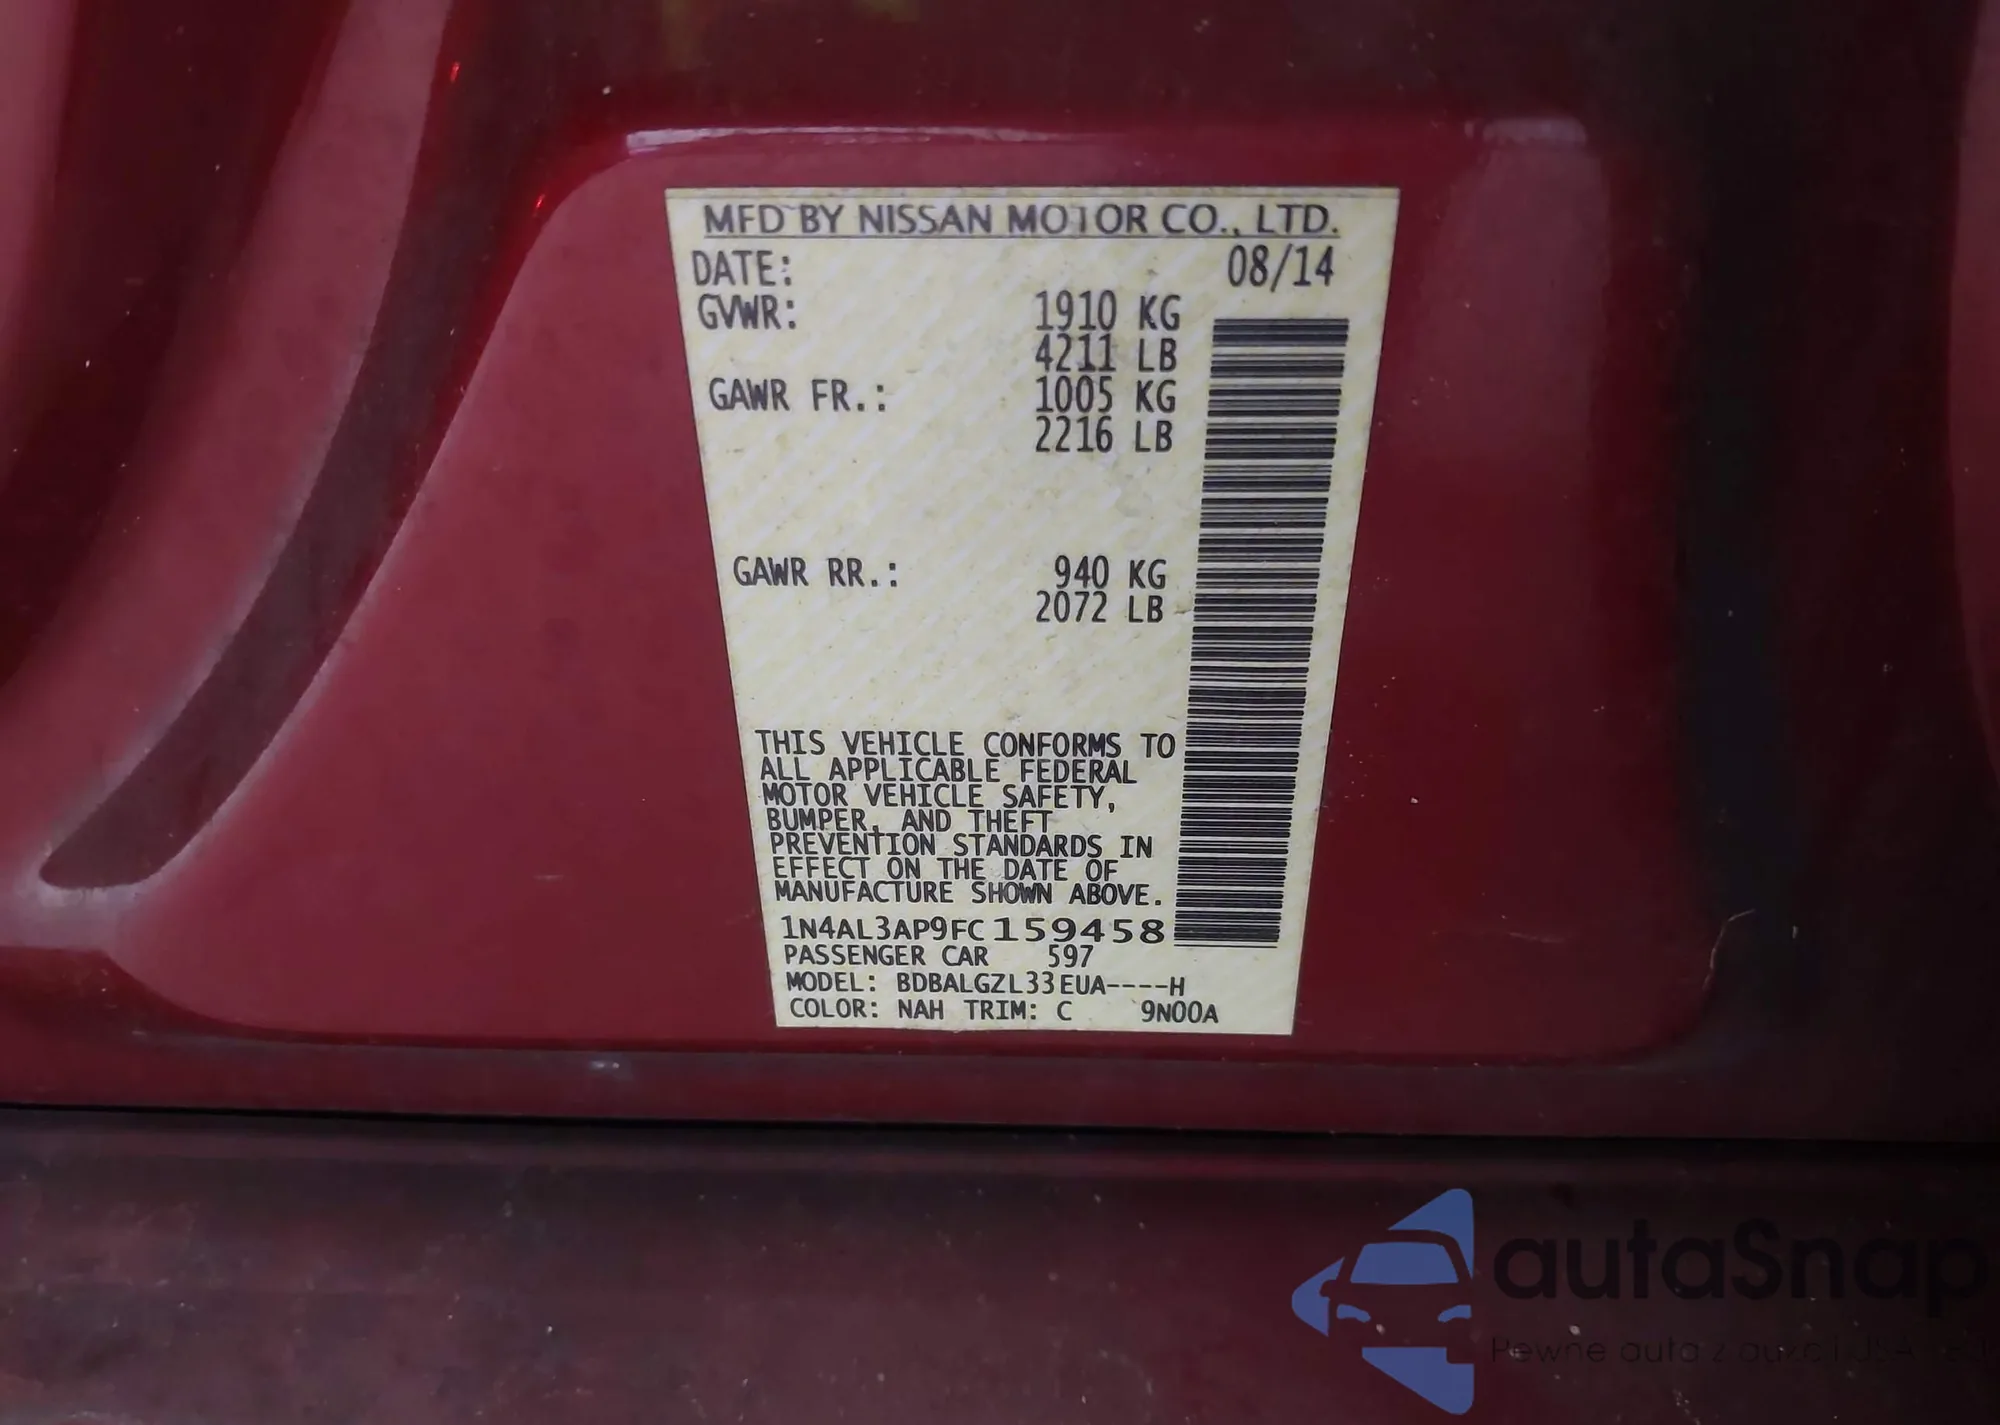 MFD BY NISSAN MOTOR CO., LTD.
DATE: 08/14
GVWR: 1910 KG
4211 LB
GAWR FR.: 1005 KG
2216 LB
GAWR RR.: 940 KG
2072 LB
THIS VEHICLE CONFORMS TO
ALL APPLICABLE FEDERAL
MOTOR VEHICLE SAFETY,
BUMPER, AND THEFT
PREVENTION STANDARDS IN
EFFECT ON THE DATE OF
MANUFACTURE SHOWN ABOVE.
1N4AL3AP9FC159458
PASSENGER CAR 597
MODEL: BDBALGZL33EUA----H
COLOR: NAH TRIM: C 9N00A
autaSnap
Pewne auta z